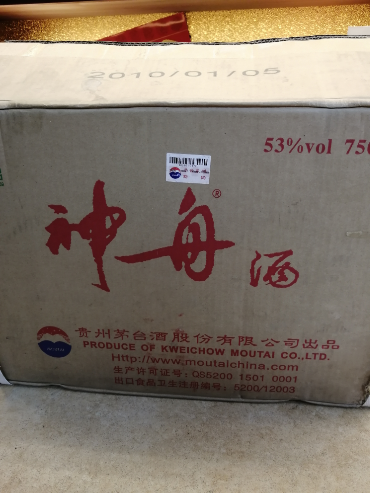 2010/01/05
53%vol 750
神舟®酒
贵州茅台酒股份有限公司出品
PRODUCE OF KWEICHOW MOUTAI CO.,LTD.
Http://www.moutaichina.com
生产许可证号: QS5200 1501 0001
出口食品卫生注册编号: 5200/12003